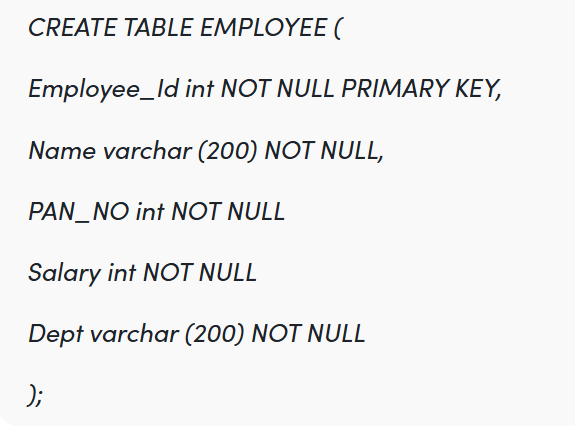 CREATE TABLE EMPLOYEE (
Employee_Id int NOT NULL PRIMARY KEY,
Name varchar (200) NOT NULL,
PAN_NO int NOT NULL
Salary int NOT NULL
Dept varchar (200) NOT NULL
);